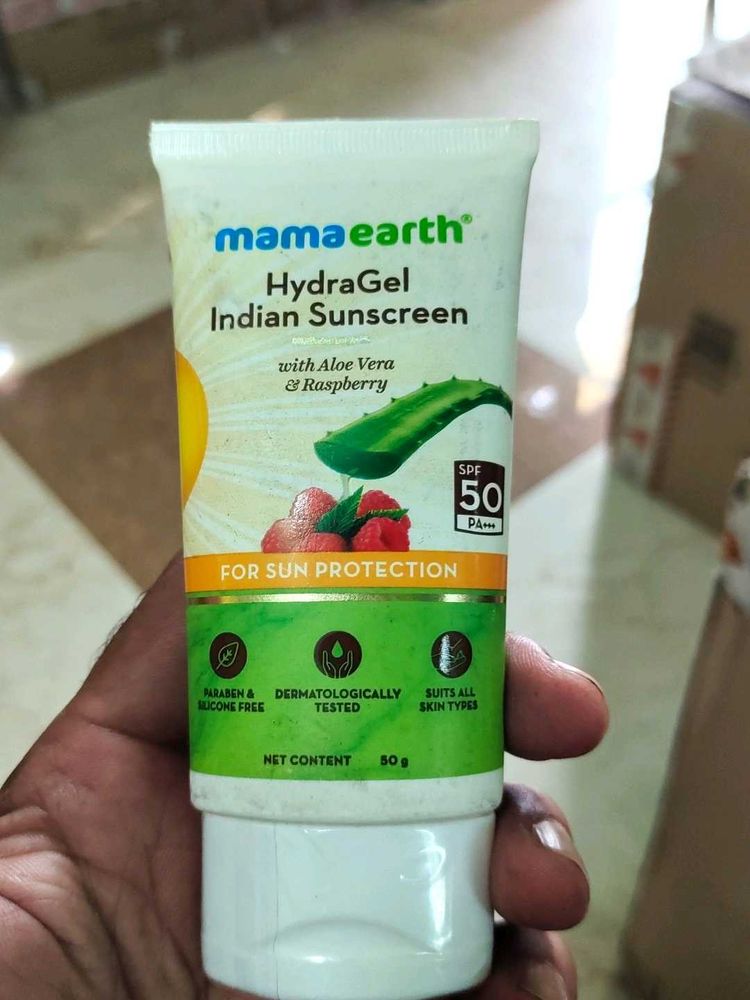 mamaearth®
HydraGel
Indian Sunscreen
with Aloe Vera
& Raspberry
SPF
50
PA+++
FOR SUN PROTECTION
PARABEN &
SILICONE FREE
DERMATOLOGICALLY
TESTED
SUITS ALL
SKIN TYPES
NET CONTENT 50 g